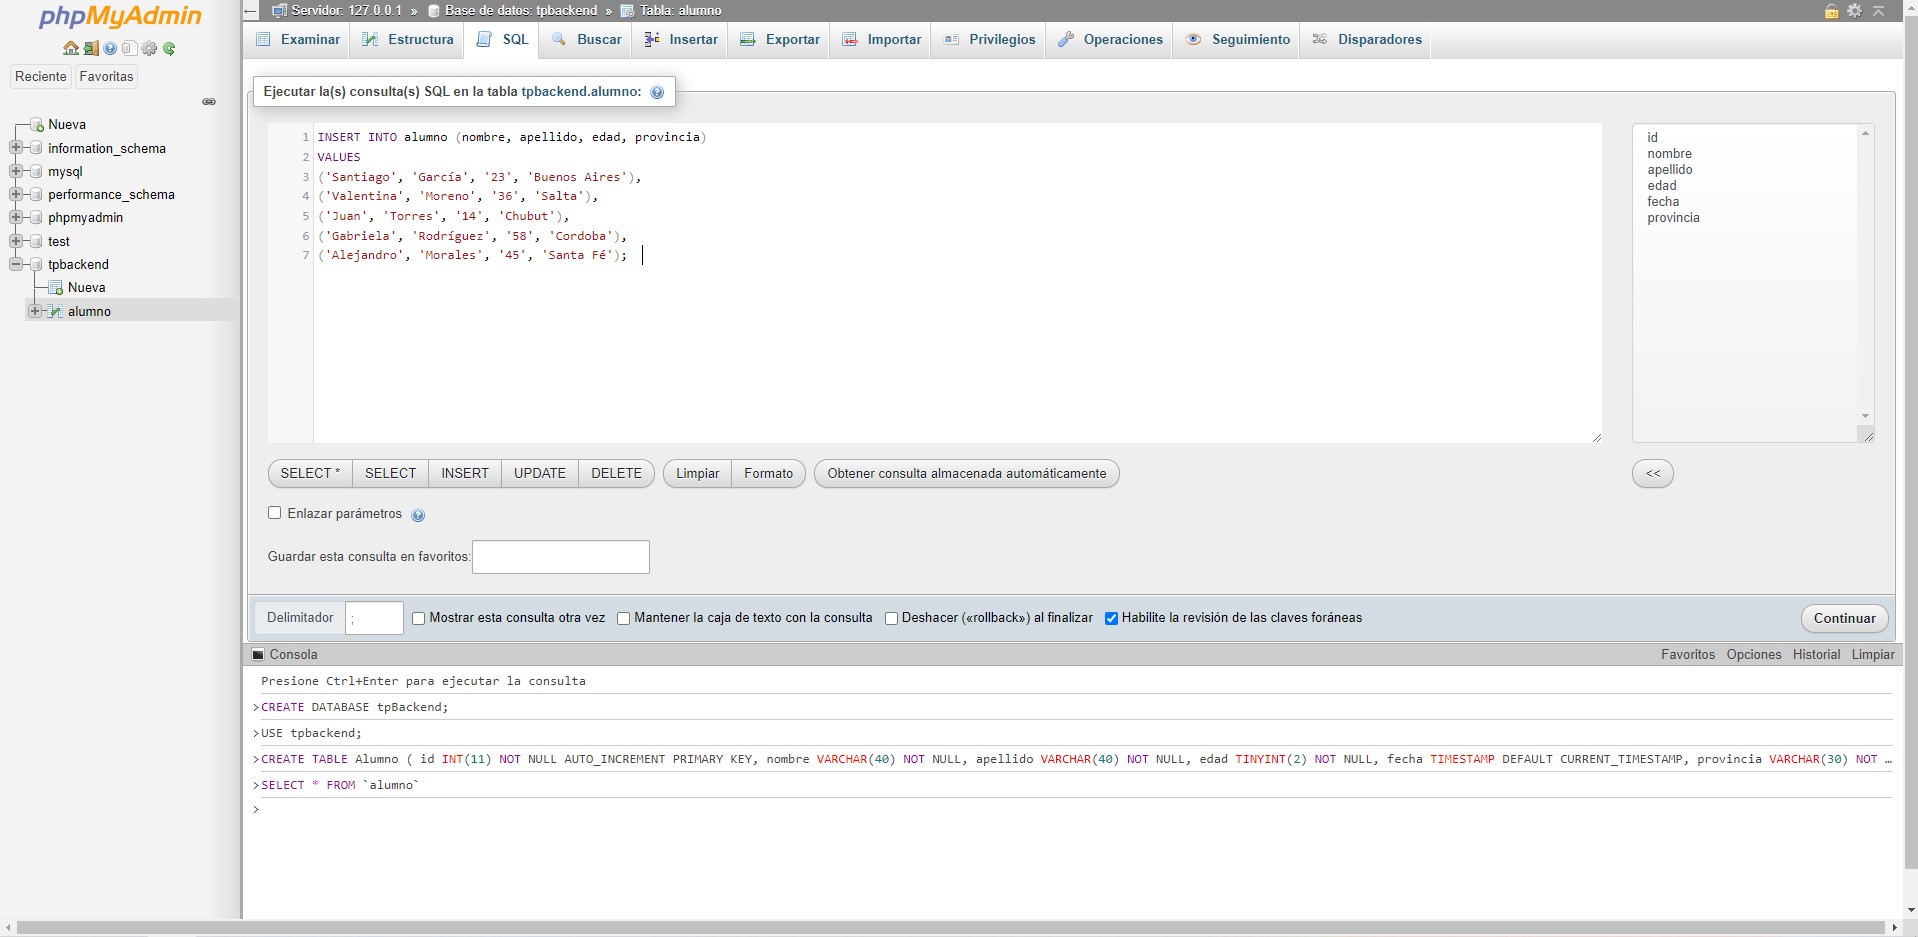 phpMyAdmin
Reciente Favoritas
Nueva
information_schema
mysql
performance_schema
phpmyadmin
test
tpbackend
Nueva
alumno
Servidor: 127.0.0.1 » Base de datos: tpbackend » Tabla: alumno
Examinar Estructura SQL Buscar Insertar Exportar Importar Privilegios Operaciones Seguimiento Disparadores
Ejecutar la(s) consulta(s) SQL en la tabla tpbackend.alumno:
1 INSERT INTO alumno (nombre, apellido, edad, provincia)
2 VALUES
3 ('Santiago', 'García', '23', 'Buenos Aires'),
4 ('Valentina', 'Moreno', '36', 'Salta'),
5 ('Juan', 'Torres', '14', 'Chubut'),
6 ('Gabriela', 'Rodríguez', '58', 'Cordoba'),
7 ('Alejandro', 'Morales', '45', 'Santa Fé');
id
nombre
apellido
edad
fecha
provincia
SELECT * SELECT INSERT UPDATE DELETE Limpiar Formato Obtener consulta almacenada automáticamente <<
Enlazar parámetros
Guardar esta consulta en favoritos:
Delimitador ; Mostrar esta consulta otra vez Mantener la caja de texto con la consulta Deshacer («rollback») al finalizar Habilite la revisión de las claves foráneas Continuar
Consola Favoritos Opciones Historial Limpiar
Presione Ctrl+Enter para ejecutar la consulta
>CREATE DATABASE tpBackend;
>USE tpbackend;
>CREATE TABLE Alumno ( id INT(11) NOT NULL AUTO_INCREMENT PRIMARY KEY, nombre VARCHAR(40) NOT NULL, apellido VARCHAR(40) NOT NULL, edad TINYINT(2) NOT NULL, fecha TIMESTAMP DEFAULT CURRENT_TIMESTAMP, provincia VARCHAR(30) NOT …
>SELECT * FROM `alumno`
>